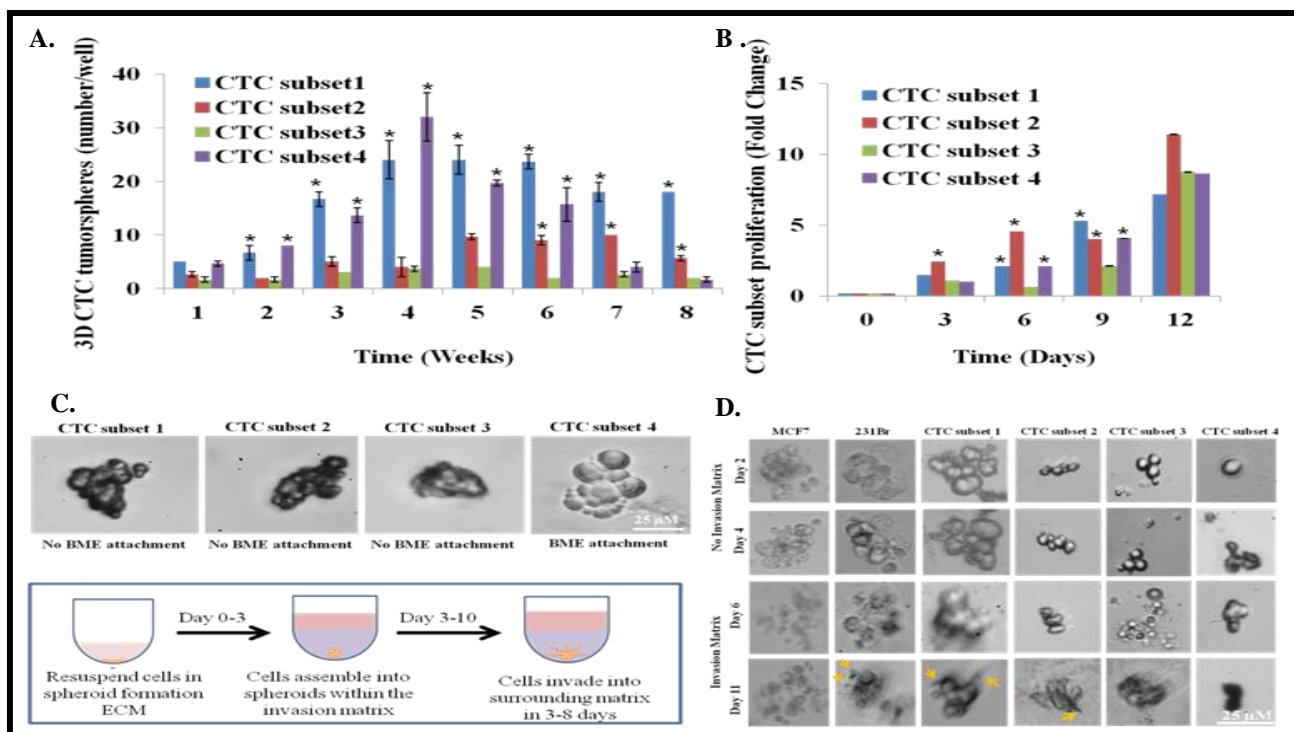 A.
3D CTC tumorspheres (number/well)
40
30
20
10
0
CTC subset1
CTC subset2
CTC subset3
CTC subset4
* * * * * * * * * * * * * * *
1 2 3 4 5 6 7 8
Time (Weeks)
B .
CTC subset proliferation (Fold Change)
15
10
5
0
CTC subset 1
CTC subset 2
CTC subset 3
CTC subset 4
* * * * * * *
0 3 6 9 12
Time (Days)
C.
CTC subset 1 CTC subset 2 CTC subset 3 CTC subset 4
25 µM
No BME attachment No BME attachment No BME attachment BME attachment
Day 0-3 Day 3-10
Resuspend cells in
spheroid formation
ECM
Cells assemble into
spheroids within the
invasion matrix
Cells invade into
surrounding matrix
in 3-8 days
D.
MCF7 231Br CTC subset 1 CTC subset 2 CTC subset 3 CTC subset 4
No Invasion Matrix
Day 2
Day 4
Invasion Matrix
Day 6
Day 11
25 µM